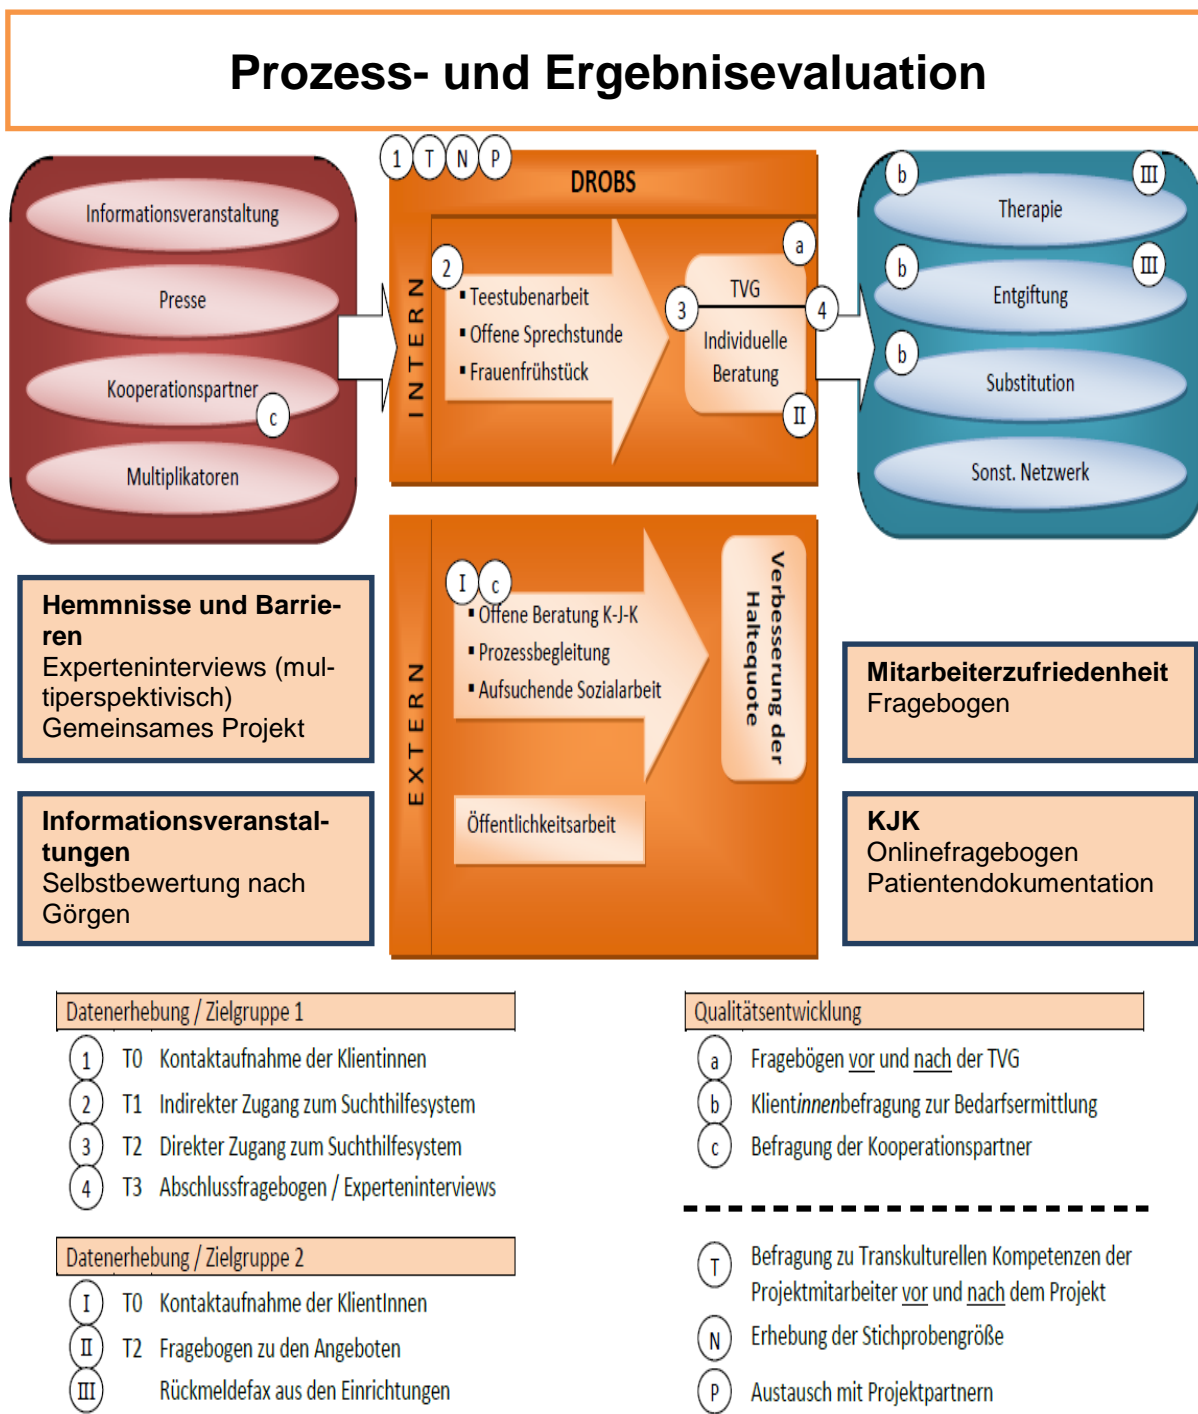 Prozess- und Ergebnisevaluation
Informationsveranstaltung
Presse
Kooperationspartner
c
Multiplikatoren
1 T N P
DROBS
INTERN
2
▪ Teestubenarbeit
▪ Offene Sprechstunde
▪ Frauenfrühstück
a
TVG
3
4
Individuelle
Beratung
II
b
III
Therapie
b
III
Entgiftung
b
Substitution
Sonst. Netzwerk
EXTERN
I c
▪ Offene Beratung K-J-K
▪ Prozessbegleitung
▪ Aufsuchende Sozialarbeit
Verbesserung der
Haltequote
Öffentlichkeitsarbeit
Hemmnisse und Barrie-
ren
Experteninterviews (mul-
tiperspektivisch)
Gemeinsames Projekt
Informationsveranstal-
tungen
Selbstbewertung nach
Görgen
Mitarbeiterzufriedenheit
Fragebogen
KJK
Onlinefragebogen
Patientendokumentation
Datenerhebung / Zielgruppe 1
1 T0 Kontaktaufnahme der Klientinnen
2 T1 Indirekter Zugang zum Suchthilfesystem
3 T2 Direkter Zugang zum Suchthilfesystem
4 T3 Abschlussfragebogen / Experteninterviews
Datenerhebung / Zielgruppe 2
I T0 Kontaktaufnahme der KlientInnen
II T2 Fragebogen zu den Angeboten
III Rückmeldefax aus den Einrichtungen
Qualitätsentwicklung
a Fragebögen vor und nach der TVG
b Klientinnenbefragung zur Bedarfsermittlung
c Befragung der Kooperationspartner
T Befragung zu Transkulturellen Kompetenzen der
Projektmitarbeiter vor und nach dem Projekt
N Erhebung der Stichprobengröße
P Austausch mit Projektpartnern